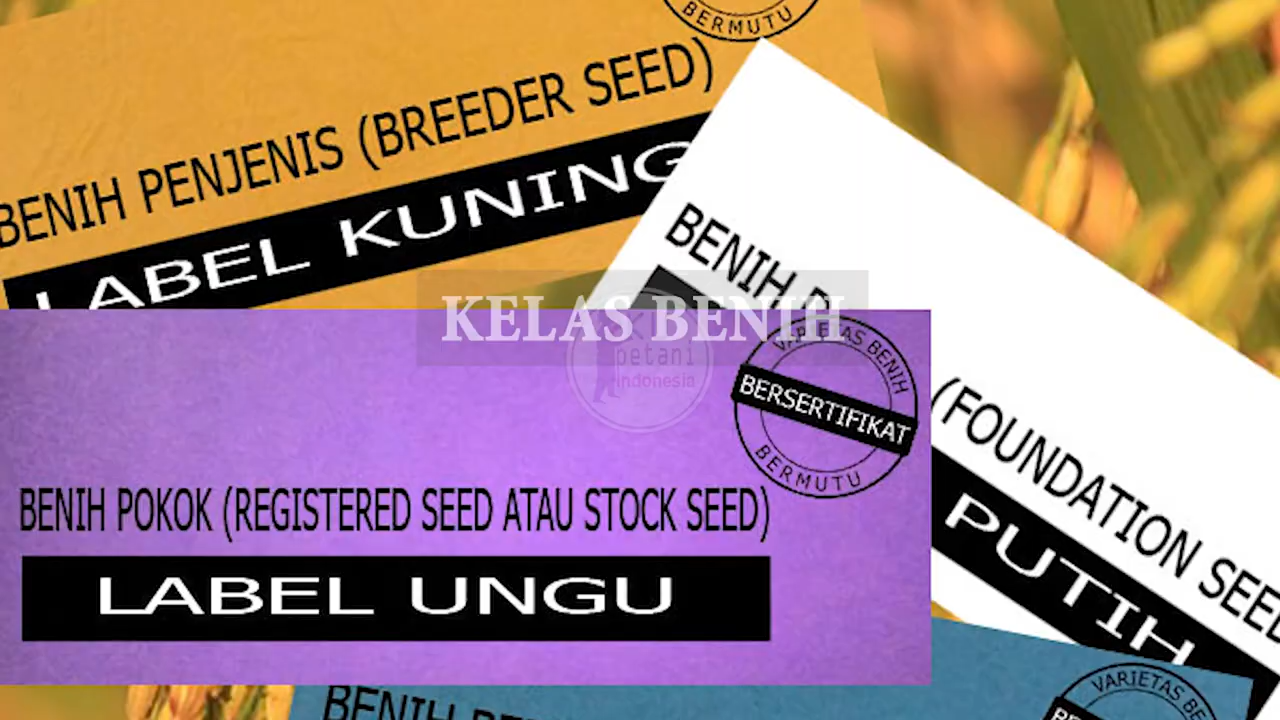 BERMUTU
BENIH PENJENIS (BREEDER SEED)
LABEL KUNING
BENIH
(FOUNDATION SEED
PUTIH
KELAS BENIH
petani
indonesia
VARIETAS BENIH
BERSERTIFIKAT
BERMUTU
BENIH POKOK (REGISTERED SEED ATAU STOCK SEED)
LABEL UNGU
BENIH
VARIETAS BE